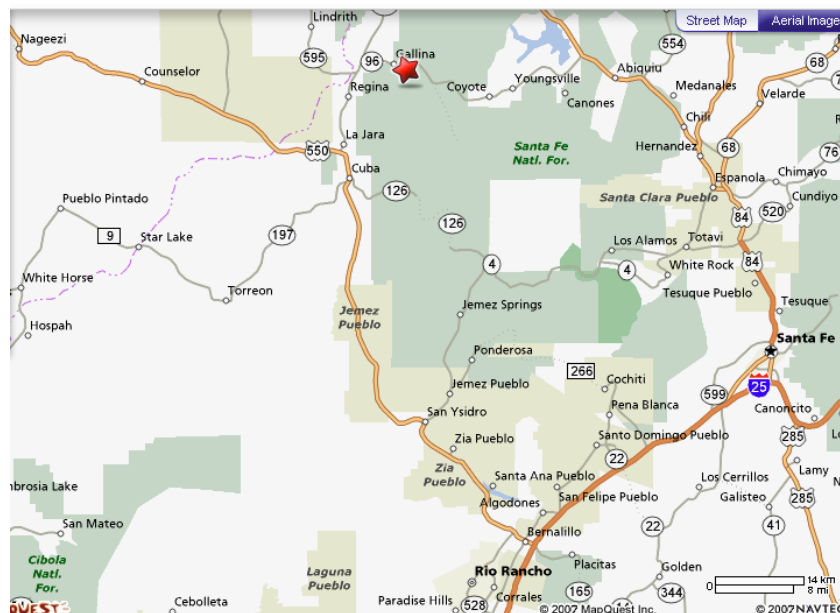 Street Map
Aerial Image
Lindrith
Nageezi
595
96
Gallina
554
68
Counselor
Regina
Coyote
Youngsville
Abiquiu
Medanales
Velarde
Canones
Chili
La Jara
550
Santa Fe
Natl. For.
Hernandez
68
76
Cuba
126
Espanola
Chimayo
Pueblo Pintado
Santa Clara Pueblo
Cundiyo
126
84
520
9
Star Lake
197
Los Alamos
Totavi
84
4
4
White Rock
White Horse
Torreon
Tesuque Pueblo
Jemez Springs
Tesuque
Hospah
Jemez
Pueblo
Santa Fe
Ponderosa
266
Cochiti
25
Jemez Pueblo
599
Pena Blanca
Canoncito
San Ysidro
Zia Pueblo
Santo Domingo Pueblo
285
22
Zia
Pueblo
Santa Ana Pueblo
Los Cerrillos
Lamy
mbrosia Lake
San Felipe Pueblo
Galisteo
285
Algodones
San Mateo
22
41
Bernalillo
Cibola
Natl.
For.
Laguna
Pueblo
Placitas
Rio Rancho
Golden
14 km
0
8 mi
165
344
Cebolleta
Paradise Hills
528
Corrales
QUEST
© 2007 MapQuest Inc.
© 2007 NAVT